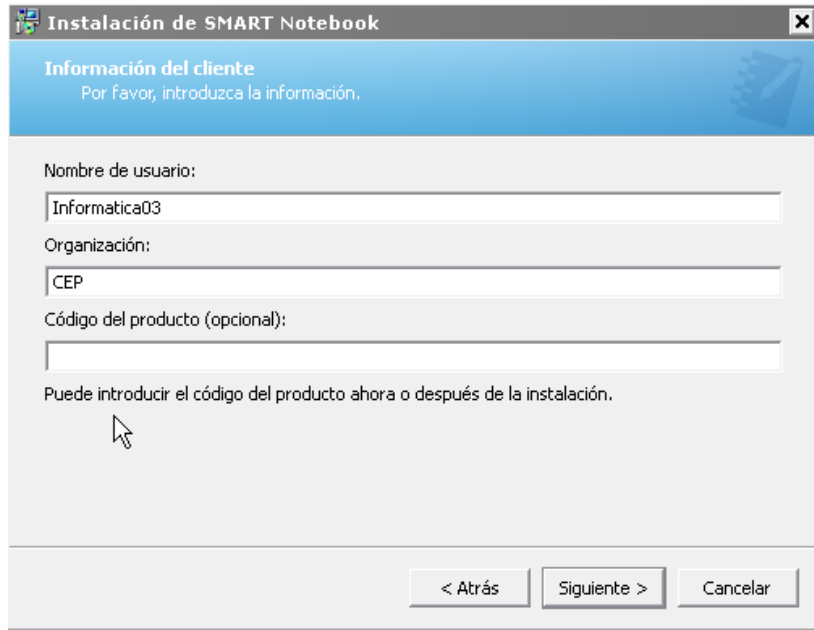 Instalación de SMART Notebook
Información del cliente
Por favor, introduzca la información.
Nombre de usuario:
Informatica03
Organización:
CEP
Código del producto (opcional):
Puede introducir el código del producto ahora o después de la instalación.
< Atrás
Siguiente >
Cancelar